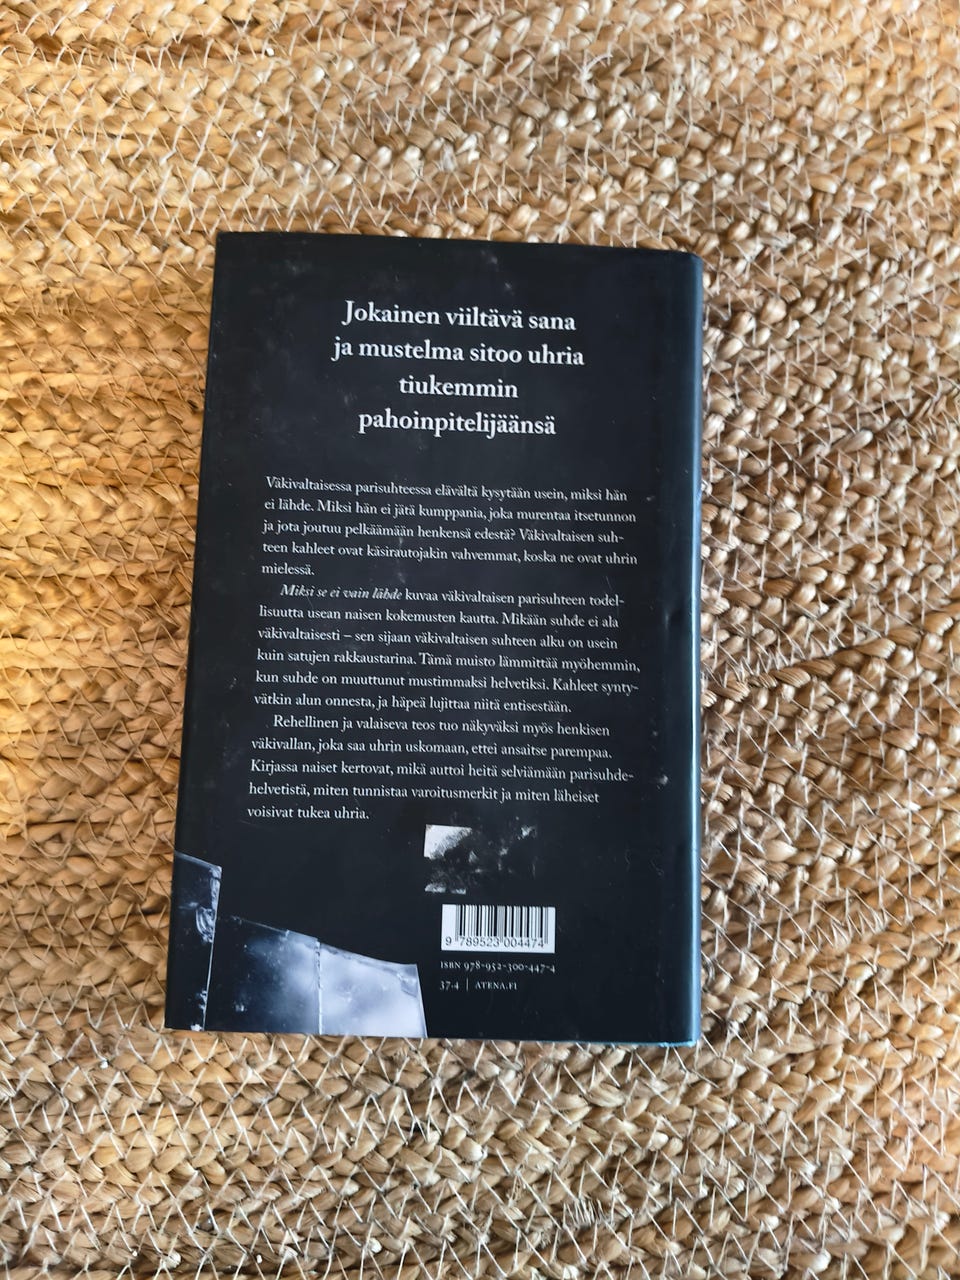 Jokainen viiltävä sana
ja mustelma sitoo uhria
tiukemmin
pahoinpitelijäänsä
Väkivaltaisessa parisuhteessa elävältä kysytään usein, miksi hän
ei lähde. Miksi hän ei jätä kumppania, joka murentaa itsetunnon
ja jota joutuu pelkäämään henkensä edestä? Väkivaltaisen suh-
teen kahleet ovat käsirautojakin vahvemmat, koska ne ovat uhrin
mielessä.
Miksi se ei vain lähde kuvaa väkivaltaisen parisuhteen todel-
lisuutta usean naisen kokemusten kautta. Mikään suhde ei ala
väkivaltaisesti – sen sijaan väkivaltaisen suhteen alku on usein
kuin satujen rakkaustarina. Tämä muisto lämmittää myöhemmin,
kun suhde on muuttunut mustimmaksi helvetiksi. Kahleet synty-
vätkin alun onnesta, ja häpeä lujittaa niitä entisestään.
Rehellinen ja valaiseva teos tuo näkyväksi myös henkisen
väkivallan, joka saa uhrin uskomaan, ettei ansaitse parempaa.
Kirjassa naiset kertovat, mikä auttoi heitä selviämään parisuhde-
helvetistä, miten tunnistaa varoitusmerkit ja miten läheiset
voisivat tukea uhria.
9 789523 004474
ISBN 978-952-300-447-4
37.4 | ATENA.FI